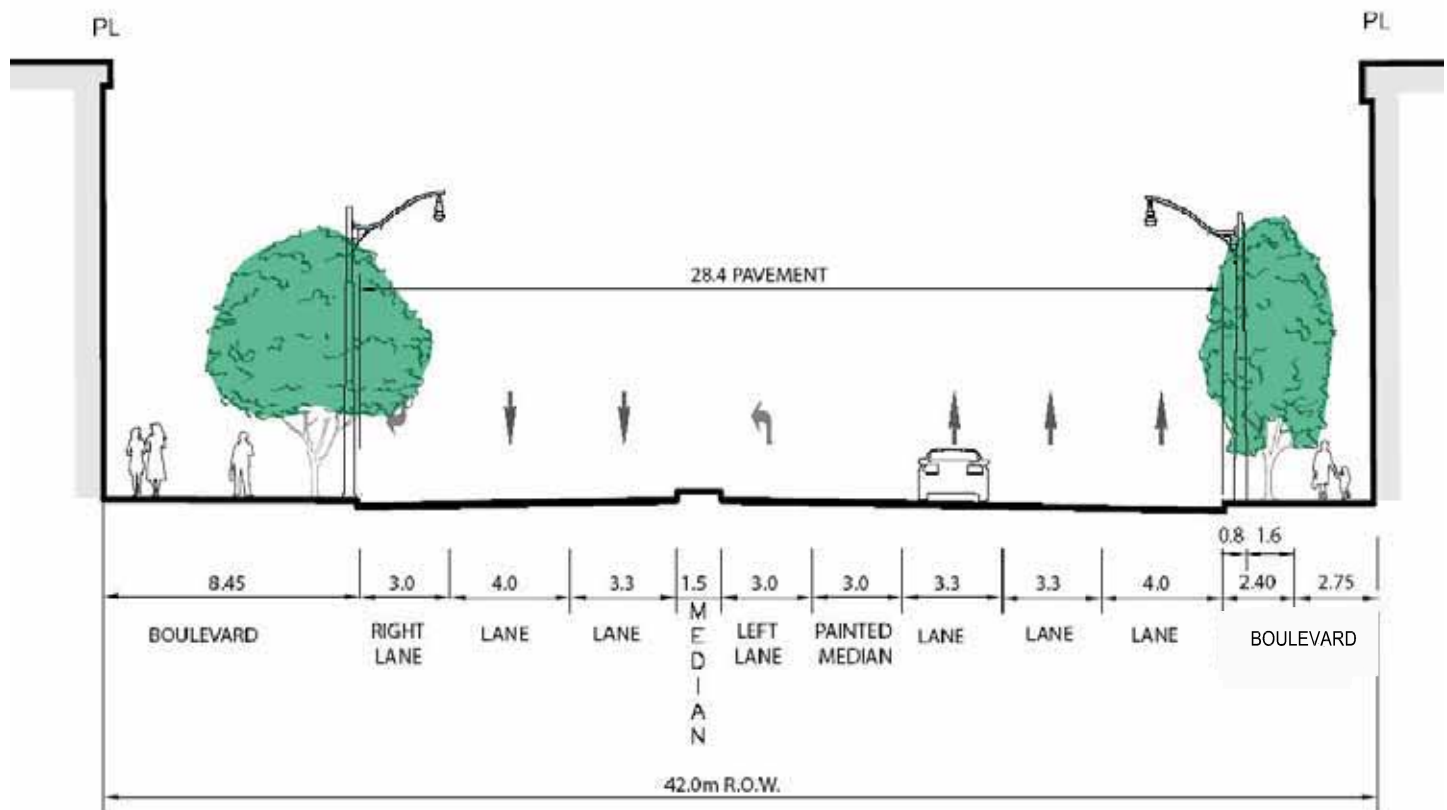 PL
PL
28.4 PAVEMENT
0.8 1.6
8.45 3.0 4.0 3.3 1.5 3.0 3.0 3.3 3.3 4.0 2.40 2.75
BOULEVARD
RIGHT
LANE
LANE
LANE
MEDIAN
LEFT
LANE
PAINTED
MEDIAN
LANE
LANE
LANE
BOULEVARD
42.0m R.O.W.